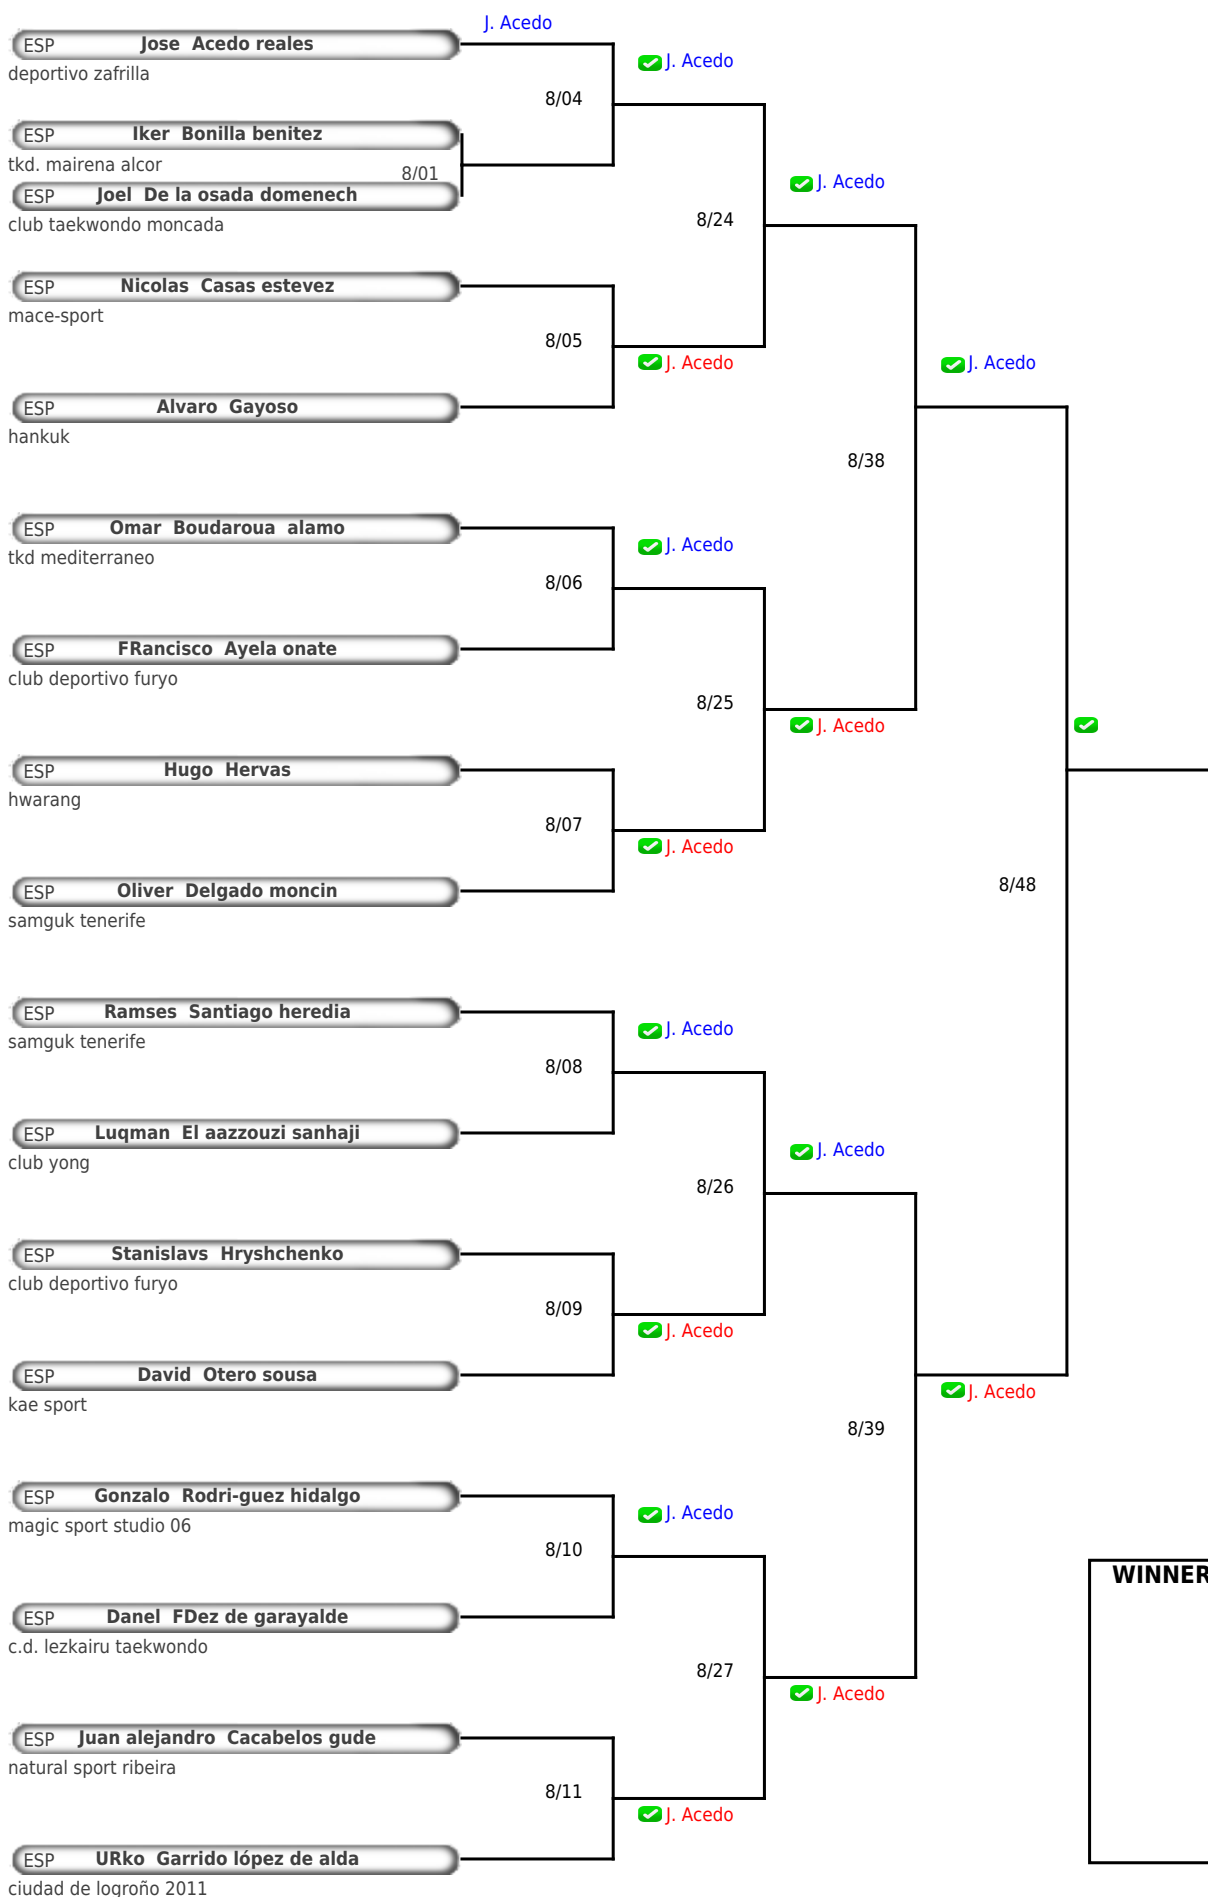 J. Acedo
ESP Jose Acedo reales
deportivo zafrilla
J. Acedo
8/04
ESP Iker Bonilla benitez
tkd. mairena alcor
8/01
ESP Joel De la osada domenech
club taekwondo moncada
J. Acedo
8/24
ESP Nicolas Casas estevez
mace-sport
8/05
J. Acedo
J. Acedo
ESP Alvaro Gayoso
hankuk
8/38
ESP Omar Boudaroua alamo
tkd mediterraneo
J. Acedo
8/06
ESP FRancisco Ayela onate
club deportivo furyo
8/25
J. Acedo
ESP Hugo Hervas
hwarang
8/07
J. Acedo
8/48
ESP Oliver Delgado moncin
samguk tenerife
ESP Ramses Santiago heredia
samguk tenerife
J. Acedo
8/08
ESP Luqman El aazzouzi sanhaji
club yong
J. Acedo
8/26
ESP Stanislavs Hryshchenko
club deportivo furyo
8/09
J. Acedo
ESP David Otero sousa
kae sport
J. Acedo
8/39
ESP Gonzalo Rodri-guez hidalgo
magic sport studio 06
J. Acedo
8/10
WINNER
ESP Danel FDez de garayalde
c.d. lezkairu taekwondo
8/27
J. Acedo
ESP Juan alejandro Cacabelos gude
natural sport ribeira
8/11
J. Acedo
ESP URko Garrido lópez de alda
ciudad de logroño 2011